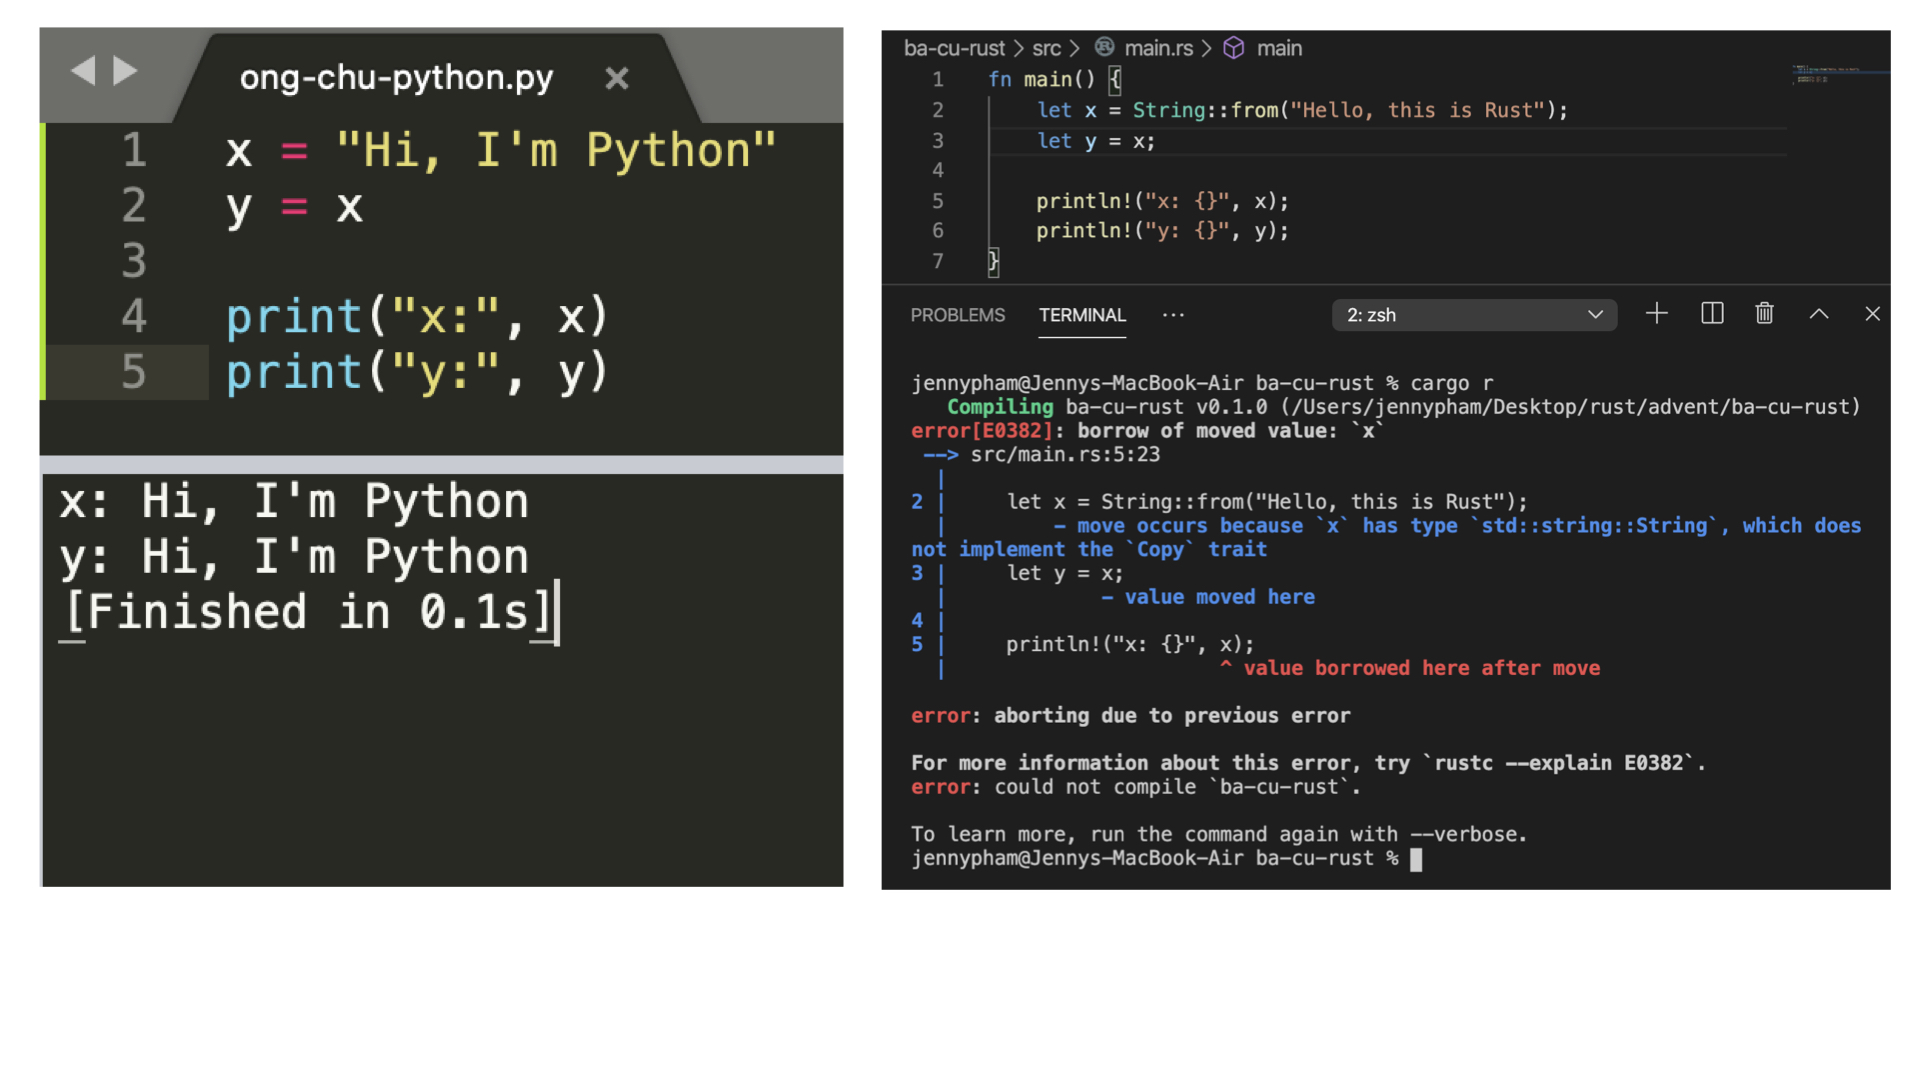 ong-chu-python.py ×
1 x = "Hi, I'm Python"
2 y = x
3
4 print("x:", x)
5 print("y:", y)
x: Hi, I'm Python
y: Hi, I'm Python
[Finished in 0.1s]
ba-cu-rust > src > main.rs > main
1 fn main() {
2 let x = String::from("Hello, this is Rust");
3 let y = x;
4
5 println!("x: {}", x);
6 println!("y: {}", y);
7 }
PROBLEMS TERMINAL ··· 2: zsh
jennypham@Jennys-MacBook-Air ba-cu-rust % cargo r
Compiling ba-cu-rust v0.1.0 (/Users/jennypham/Desktop/rust/advent/ba-cu-rust)
error[E0382]: borrow of moved value: `x`
--> src/main.rs:5:23
|
2 | let x = String::from("Hello, this is Rust");
| - move occurs because `x` has type `std::string::String`, which does
not implement the `Copy` trait
3 | let y = x;
| - value moved here
4 |
5 | println!("x: {}", x);
| ^ value borrowed here after move
error: aborting due to previous error
For more information about this error, try `rustc --explain E0382`.
error: could not compile `ba-cu-rust`.
To learn more, run the command again with --verbose.
jennypham@Jennys-MacBook-Air ba-cu-rust %